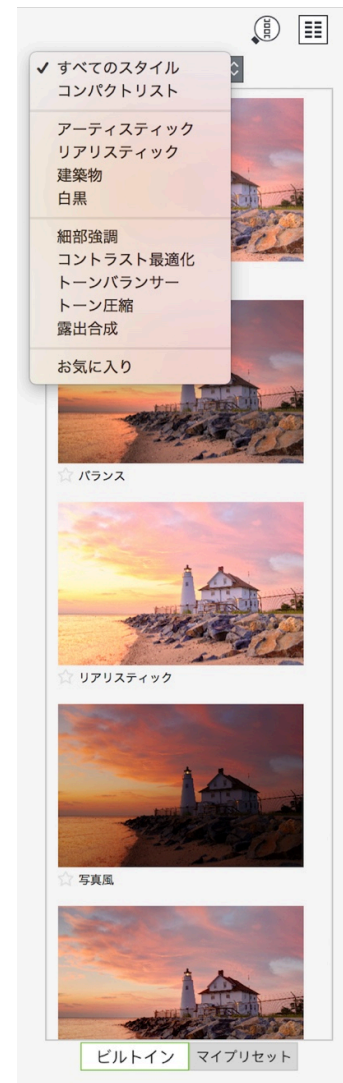 すべてのスタイル
コンパクトリスト
アーティスティック
リアリスティック
建築物
白黒
細部強調
コントラスト最適化
トーンバランサー
トーン圧縮
露出合成
お気に入り
バランス
リアリスティック
写真風
ビルトイン マイプリセット